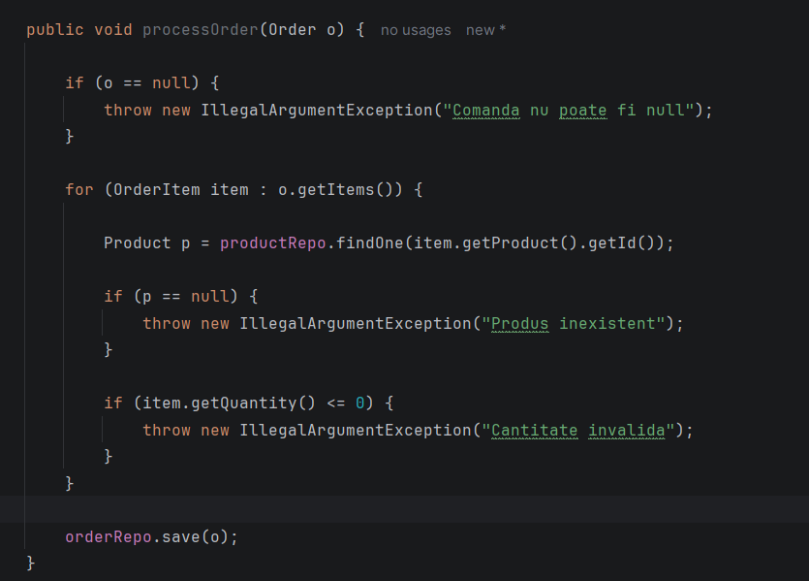 public void processOrder(Order o) { no usages new *
if (o == null) {
throw new IllegalArgumentException("Comanda nu poate fi null");
}
for (OrderItem item : o.getItems()) {
Product p = productRepo.findOne(item.getProduct().getId());
if (p == null) {
throw new IllegalArgumentException("Produs inexistent");
}
if (item.getQuantity() <= 0) {
throw new IllegalArgumentException("Cantitate invalida");
}
}
orderRepo.save(o);
}